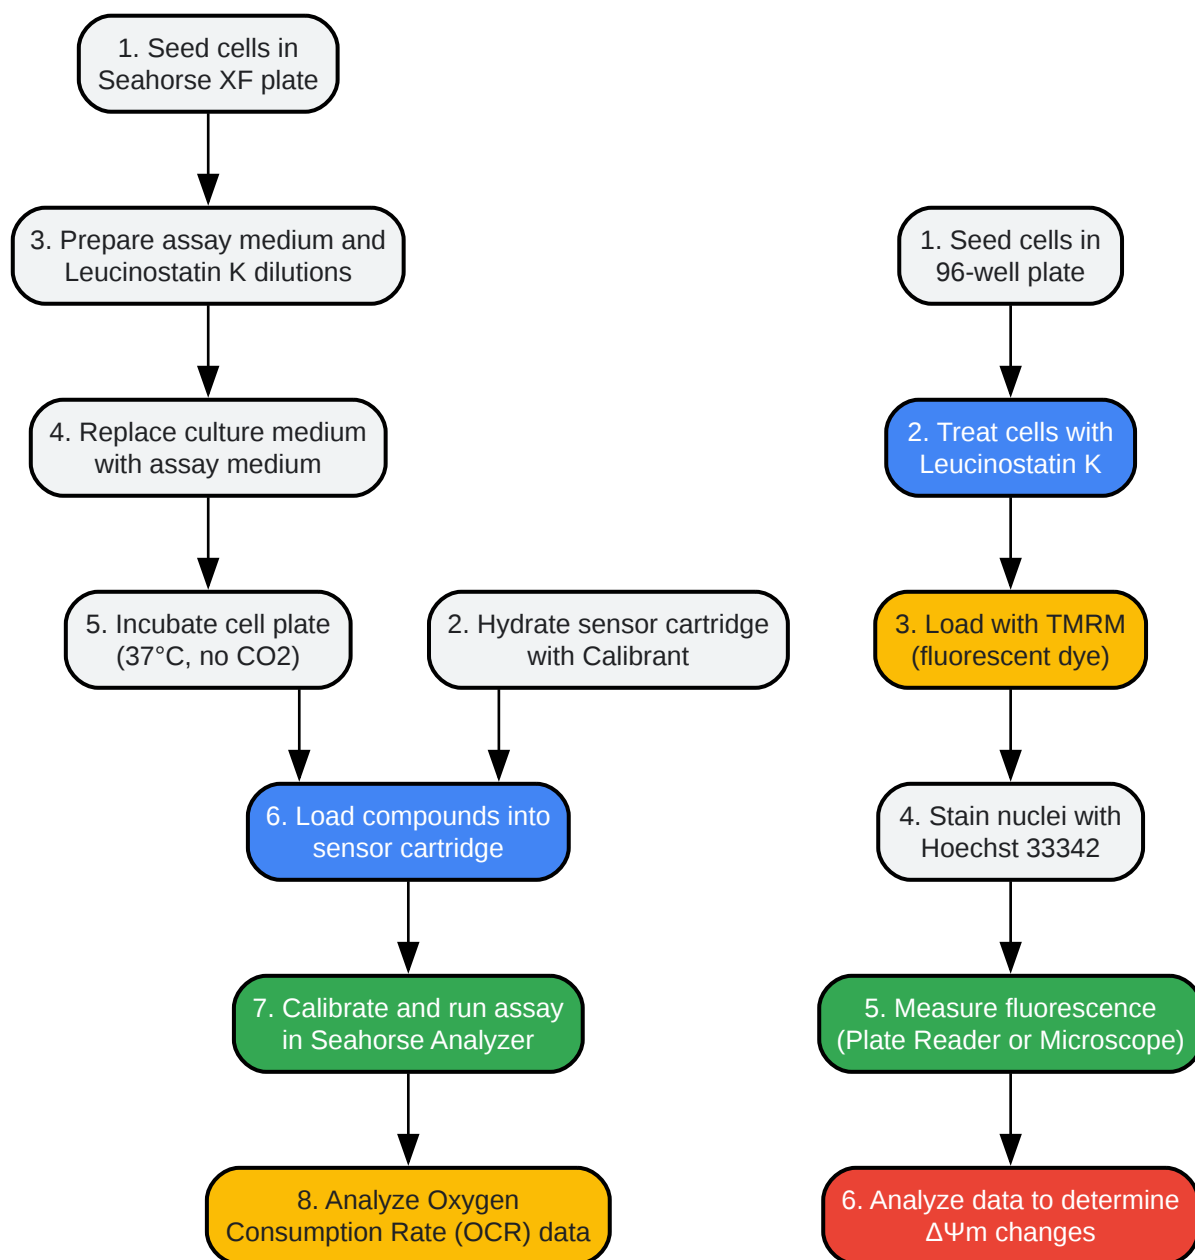 1. Seed cells in
Seahorse XF plate
3. Prepare assay medium and
Leucinostatin K dilutions
4. Replace culture medium
with assay medium
5. Incubate cell plate
(37°C, no CO2)
2. Hydrate sensor cartridge
with Calibrant
6. Load compounds into
sensor cartridge
7. Calibrate and run assay
in Seahorse Analyzer
8. Analyze Oxygen
Consumption Rate (OCR) data
1. Seed cells in
96-well plate
2. Treat cells with
Leucinostatin K
3. Load with TMRM
(fluorescent dye)
4. Stain nuclei with
Hoechst 33342
5. Measure fluorescence
(Plate Reader or Microscope)
6. Analyze data to determine
ΔΨm changes